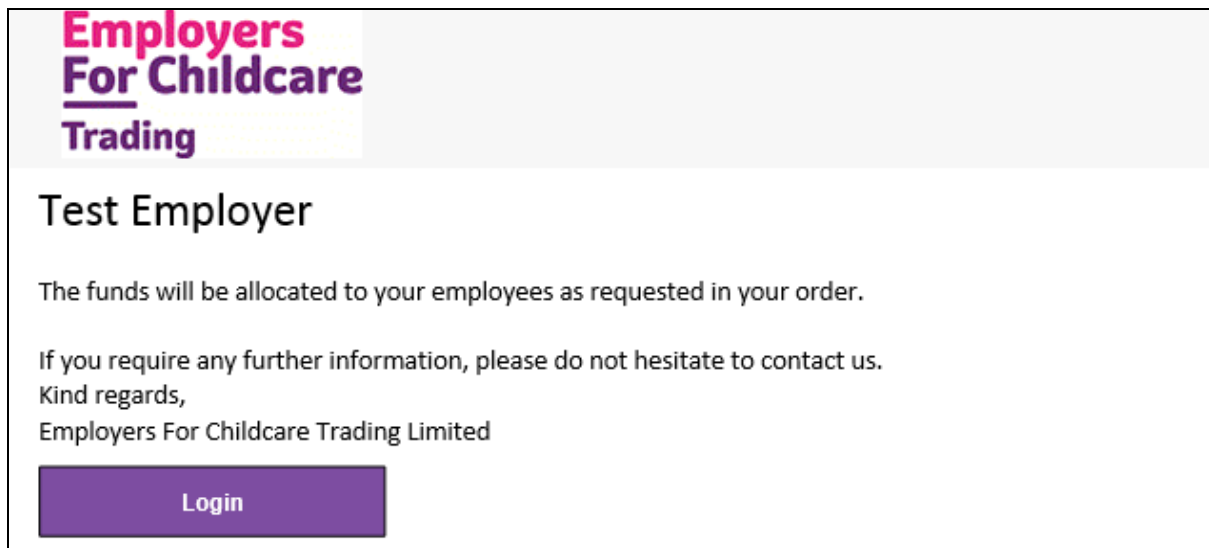 Employers
For Childcare
Trading
Test Employer
The funds will be allocated to your employees as requested in your order.
If you require any further information, please do not hesitate to contact us.
Kind regards,
Employers For Childcare Trading Limited
Login